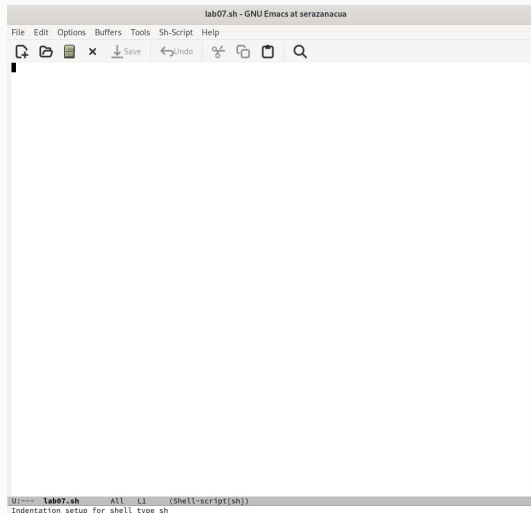 lab07.sh - GNU Emacs at serazanacua
File Edit Options Buffers Tools Sh-Script Help
Save Undo
U:--- lab07.sh All L1 (Shell-script[sh])
Indentation setup for shell type sh